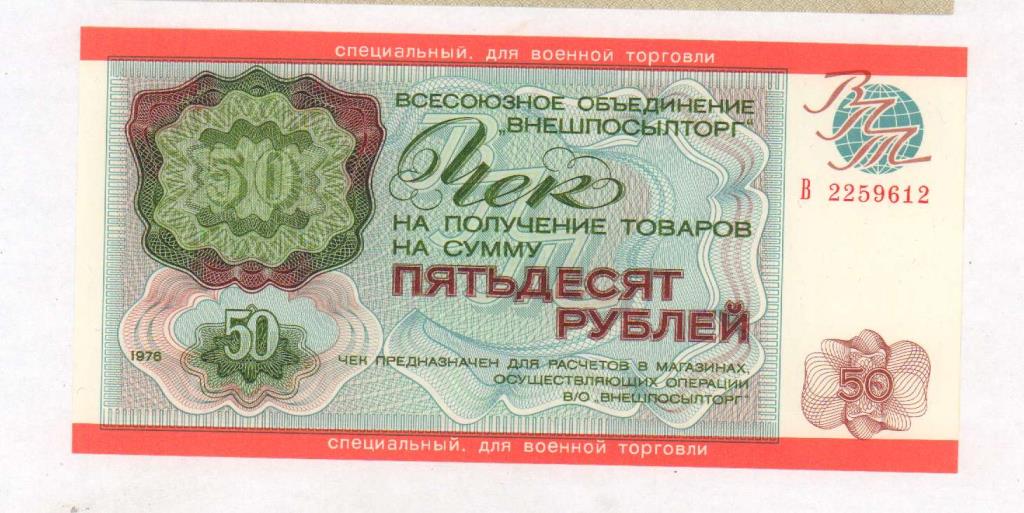 специальный. для военной торговли
50
ВСЕСОЮЗНОЕ ОБЪЕДИНЕНИЕ
„ВНЕШПОСЫЛТОРГ"
Чек
НА ПОЛУЧЕНИЕ ТОВАРОВ
НА СУММУ
ПЯТЬДЕСЯТ
РУБЛЕЙ
ВПТ
В 2259612
50
1976
ЧЕК ПРЕДНАЗНАЧЕН ДЛЯ РАСЧЕТОВ В МАГАЗИНАХ,
ОСУЩЕСТВЛЯЮЩИХ ОПЕРАЦИИ
В/О „ВНЕШПОСЫЛТОРГ"
50
специальный. для военной торговли